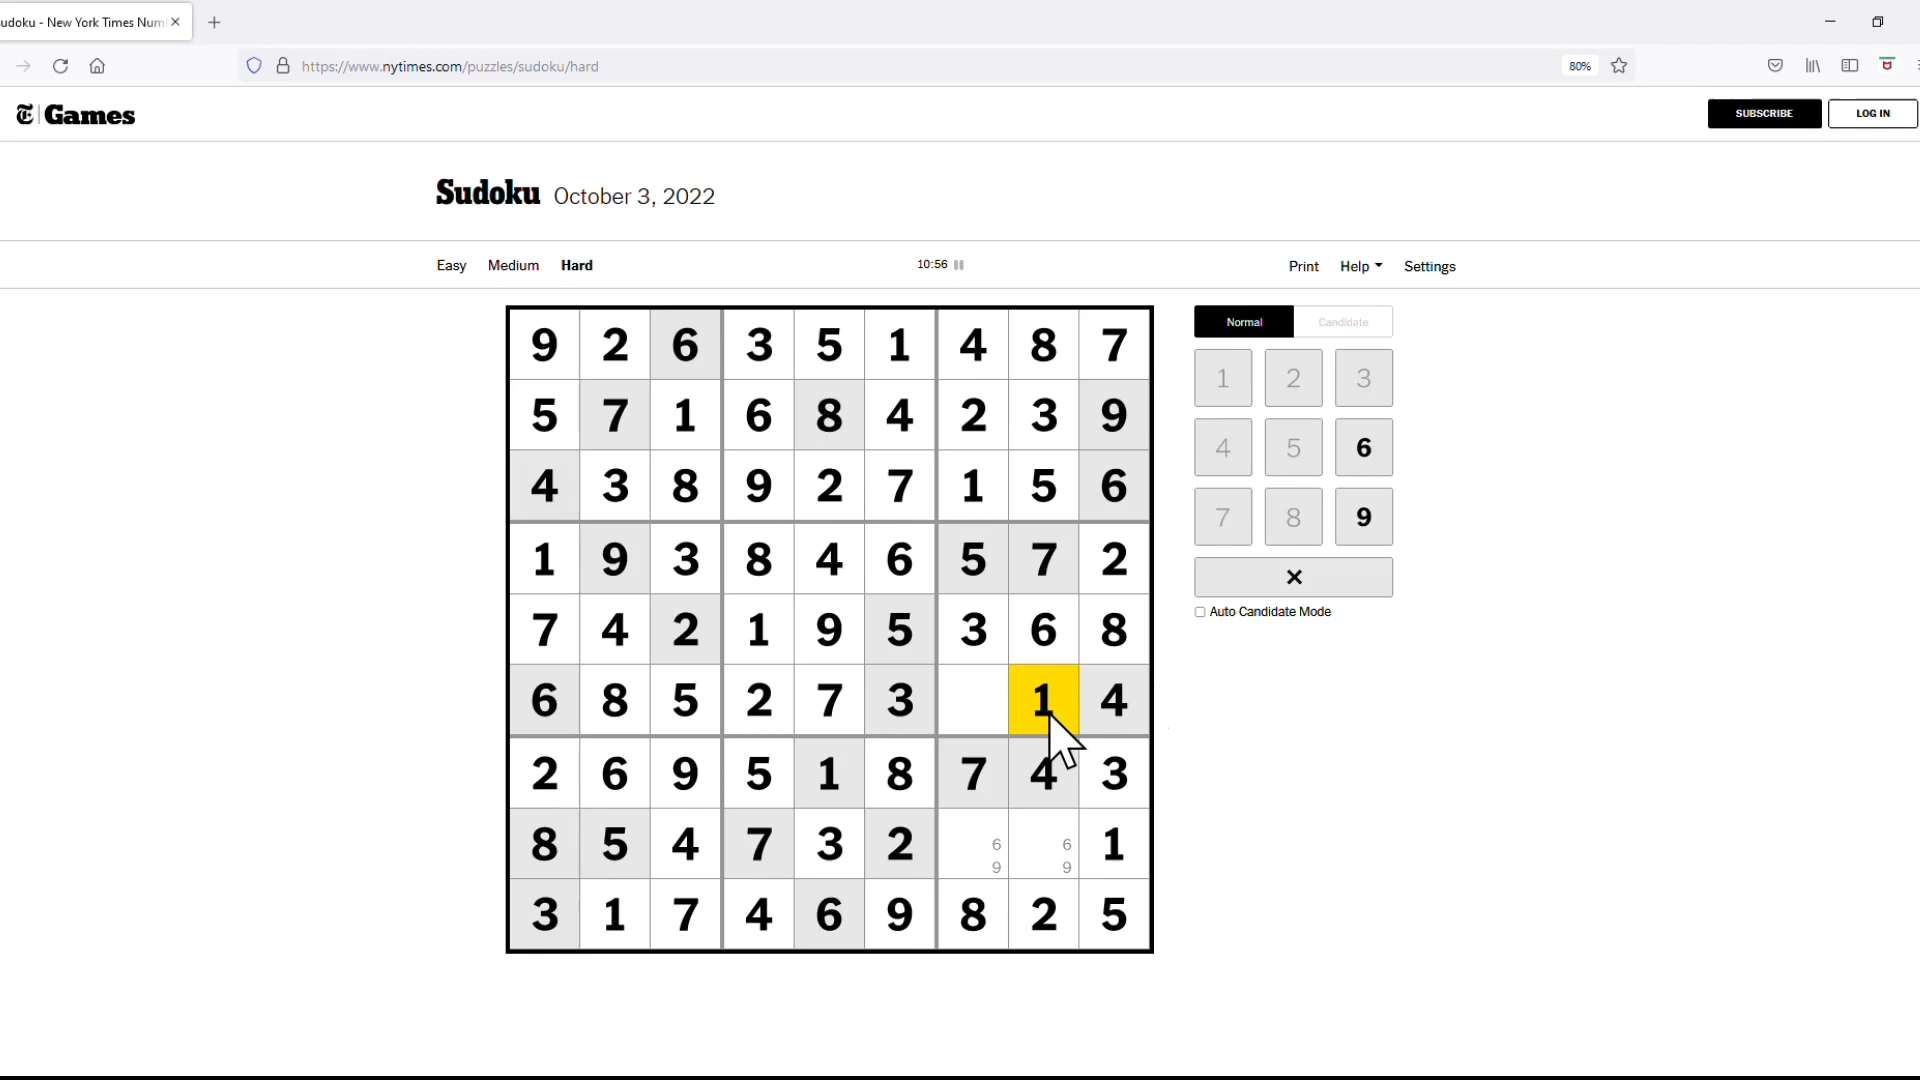 udoku - New York Times Num
https://www.nytimes.com/puzzles/sudoku/hard
80%
Games
SUBSCRIBE
LOG IN
Sudoku October 3, 2022
Easy Medium Hard
10:56
Print Help Settings
9 2 6 3 5 1 4 8 7
5 7 1 6 8 4 2 3 9
4 3 8 9 2 7 1 5 6
1 9 3 8 4 6 5 7 2
7 4 2 1 9 5 3 6 8
6 8 5 2 7 3 1 4
2 6 9 5 1 8 7 4 3
8 5 4 7 3 2 6 9 6 9 1
3 1 7 4 6 9 8 2 5
Normal Candidate
1 2 3
4 5 6
7 8 9
Auto Candidate Mode